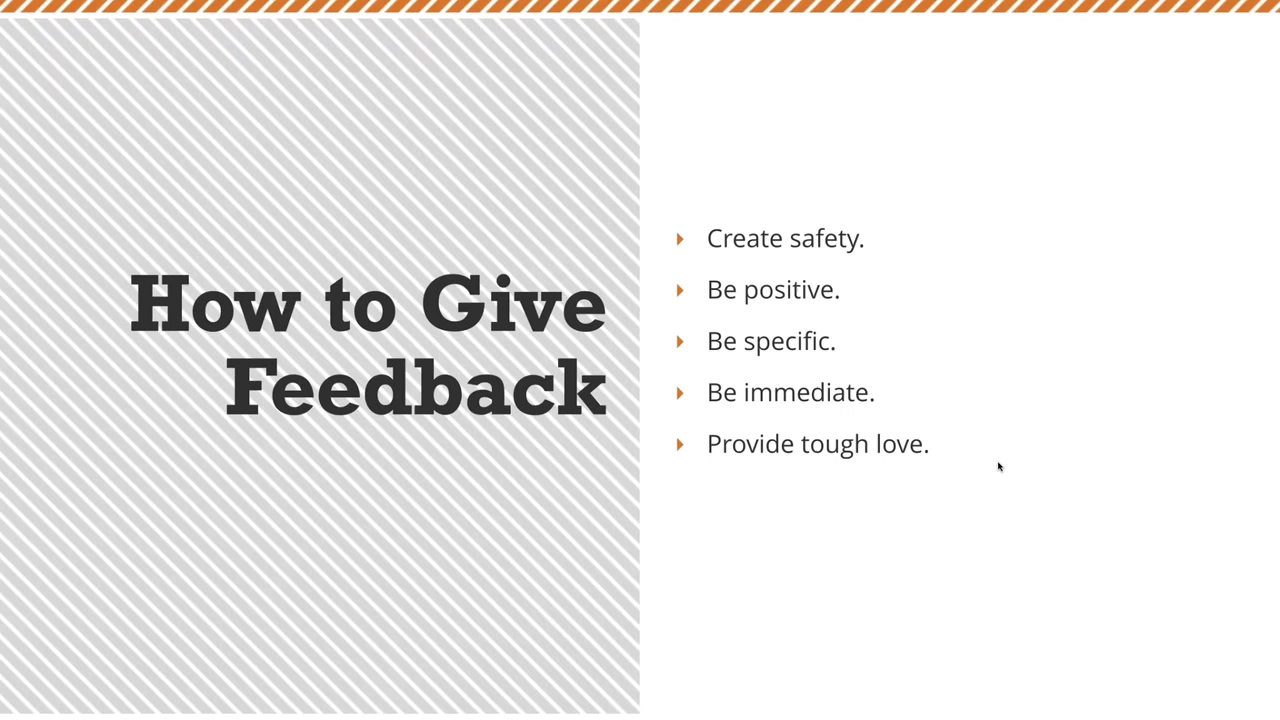 How to Give
Feedback
Create safety.
Be positive.
Be specific.
Be immediate.
Provide tough love.